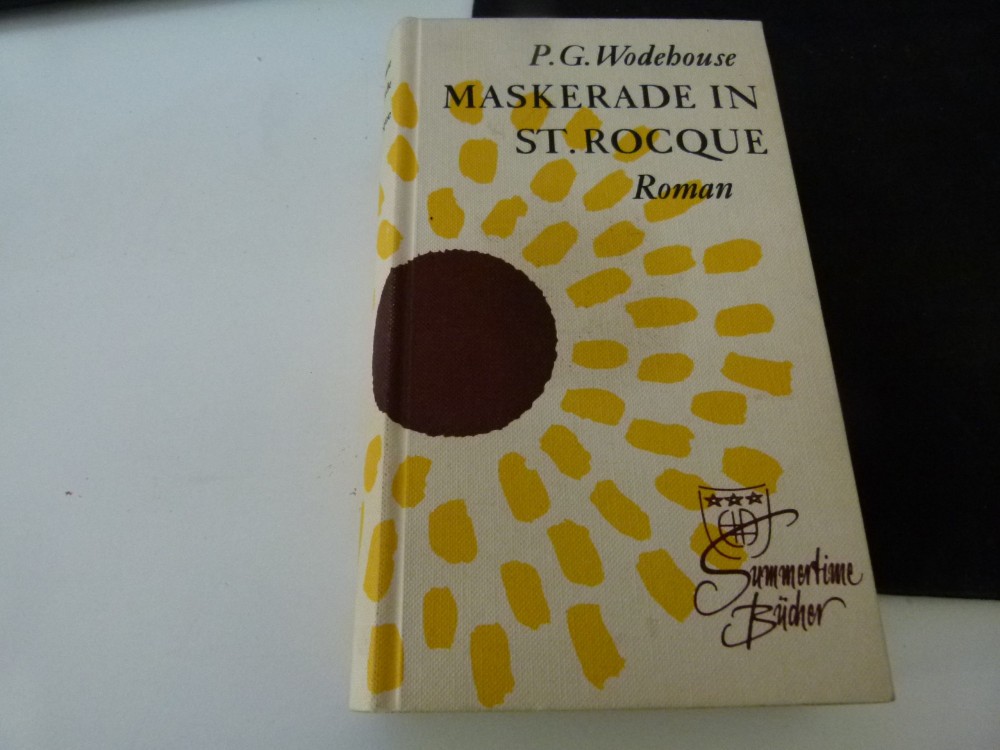 P.G. Wodehouse
MASKERADE IN
ST. ROCQUE
Roman
Summertime
Bücher